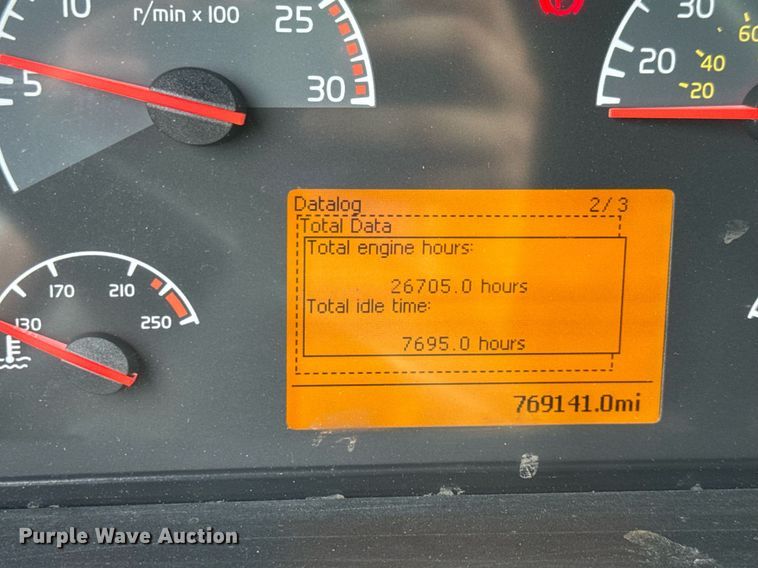 10
r/min x 100
25
5
30
30
20
60
40
20
Datalog 2/3
Total Data
Total engine hours:
26705.0 hours
Total idle time:
7695.0 hours
769141.0mi
130
170
210
250
Purple Wave Auction